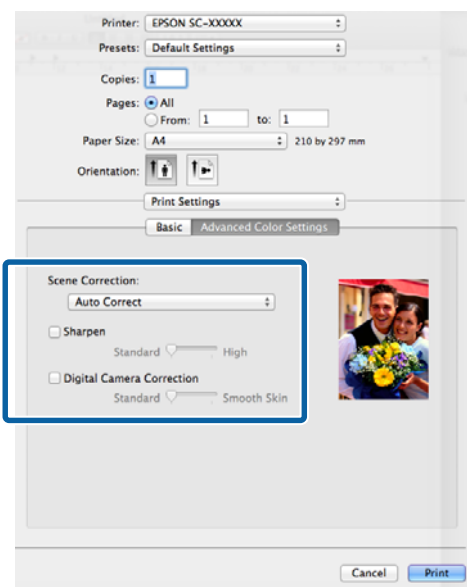 Printer: EPSON SC-XXXXX
Presets: Default Settings
Copies: 1
Pages: All
From: 1 to: 1
Paper Size: A4 210 by 297 mm
Orientation:
Print Settings
Basic Advanced Color Settings
Scene Correction:
Auto Correct
Sharpen
Standard High
Digital Camera Correction
Standard Smooth Skin
Cancel Print